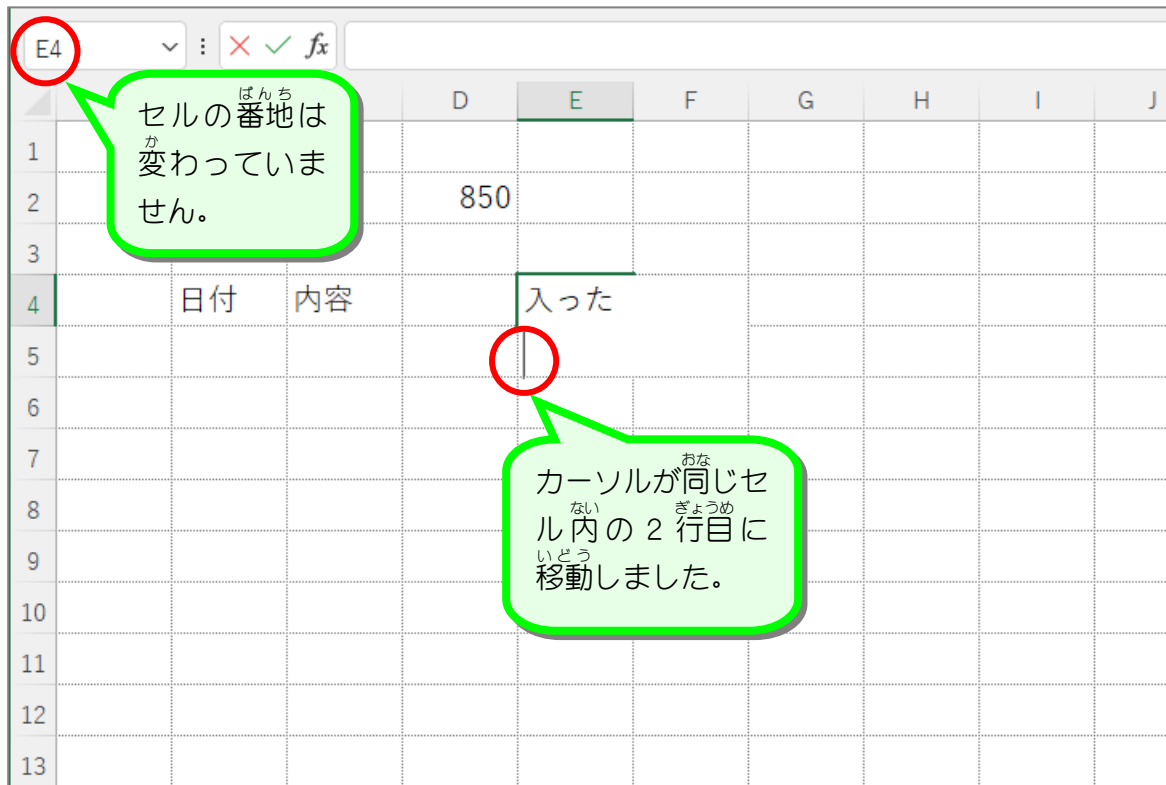 E4 fx
D E F G H I J
1
2 850
3
4 日付 内容 入った
5
6
7
8
9
10
11
12
13
ばんち
セルの番地は
か
変わっていま
せん。
おな
カーソルが同じセ
ない ぎょうめ
ル内の2行目に
いどう
移動しました。